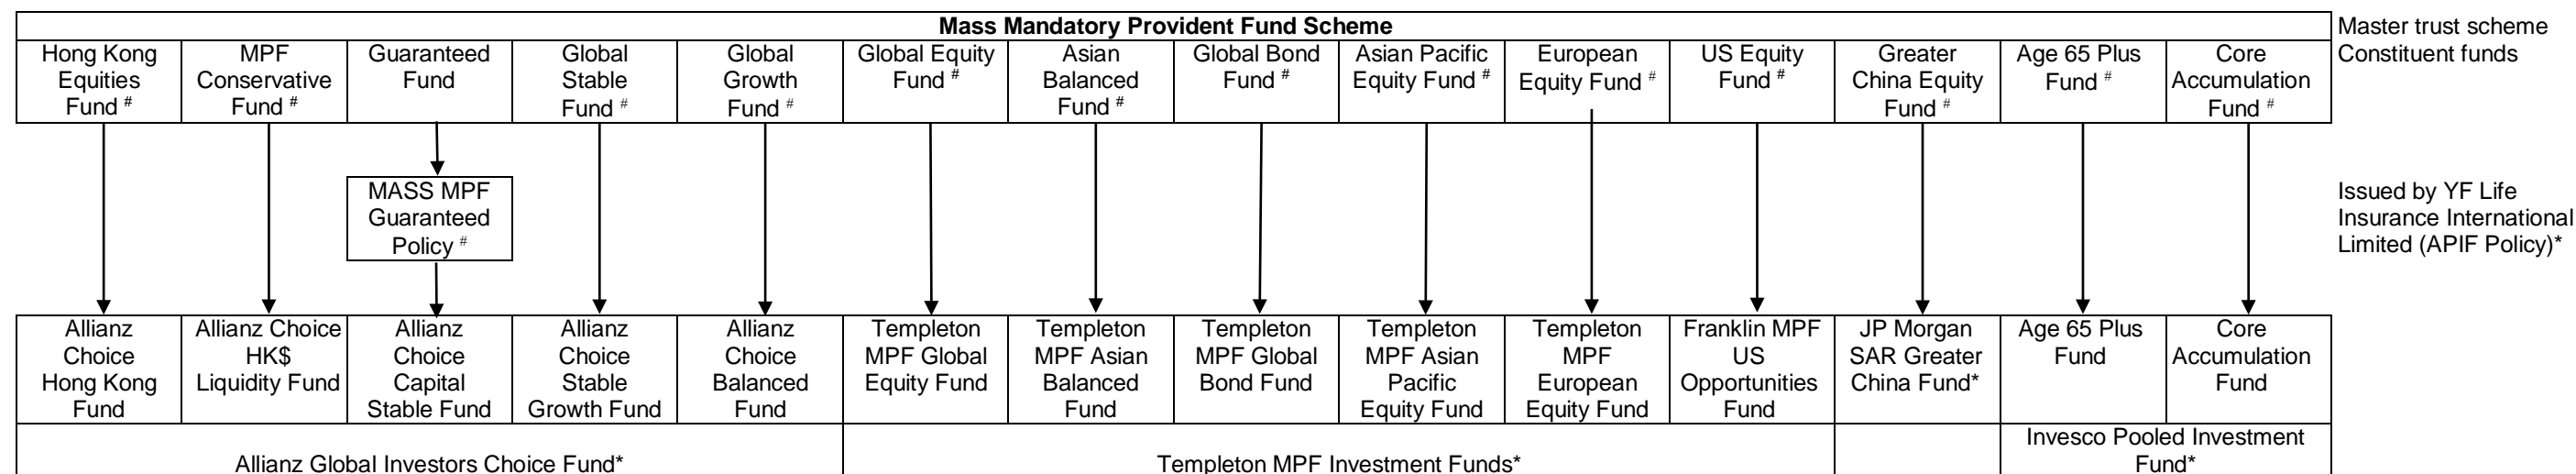 Mass Mandatory Provident Fund Scheme
Master trust scheme
Constituent funds
Hong Kong
Equities
Fund #
MPF
Conservative
Fund #
Guaranteed
Fund
Global
Stable
Fund #
Global
Growth
Fund #
Global Equity
Fund #
Asian
Balanced
Fund #
Global Bond
Fund #
Asian Pacific
Equity Fund #
European
Equity Fund #
US Equity
Fund #
Greater
China Equity
Fund #
Age 65 Plus
Fund #
Core
Accumulation
Fund #
MASS MPF
Guaranteed
Policy #
Issued by YF Life
Insurance International
Limited (APIF Policy)*
Allianz
Choice
Hong Kong
Fund
Allianz Choice
HK$
Liquidity Fund
Allianz
Choice
Capital
Stable Fund
Allianz
Choice
Stable
Growth Fund
Allianz
Choice
Balanced
Fund
Templeton
MPF Global
Equity Fund
Templeton
MPF Asian
Balanced
Fund
Templeton
MPF Global
Bond Fund
Templeton
MPF Asian
Pacific
Equity Fund
Templeton
MPF
European
Equity Fund
Franklin MPF
US
Opportunities
Fund
JP Morgan
SAR Greater
China Fund*
Age 65 Plus
Fund
Core
Accumulation
Fund
Allianz Global Investors Choice Fund*
Templeton MPF Investment Funds*
Invesco Pooled Investment
Fund*